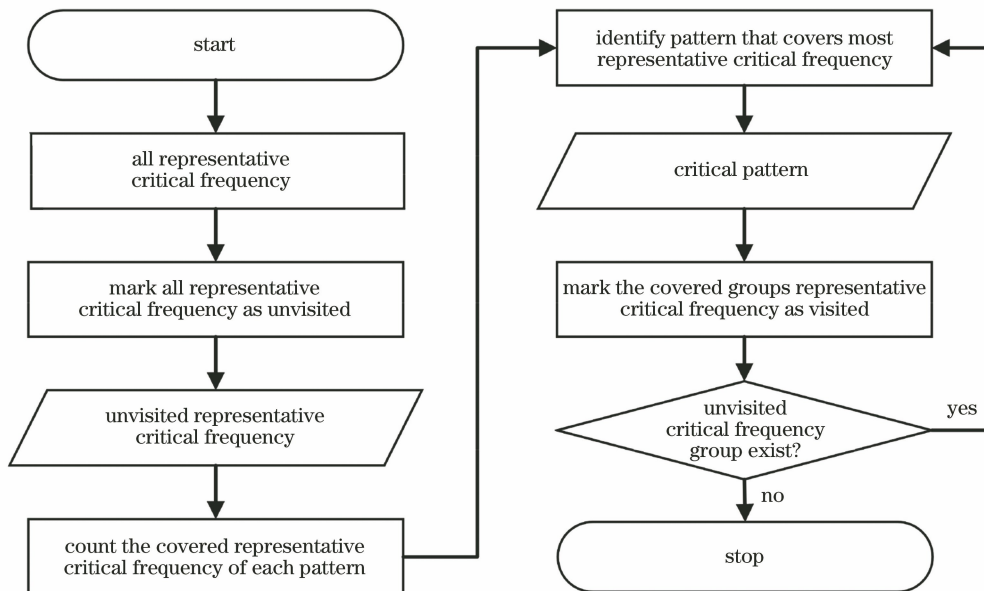 start
all representative
critical frequency
mark all representative
critical frequency as unvisited
unvisited representative
critical frequency
count the covered representative
critical frequency of each pattern
identify pattern that covers most
representative critical frequency
critical pattern
mark the covered groups representative
critical frequency as visited
unvisited
critical frequency
group exist?
yes
no
stop